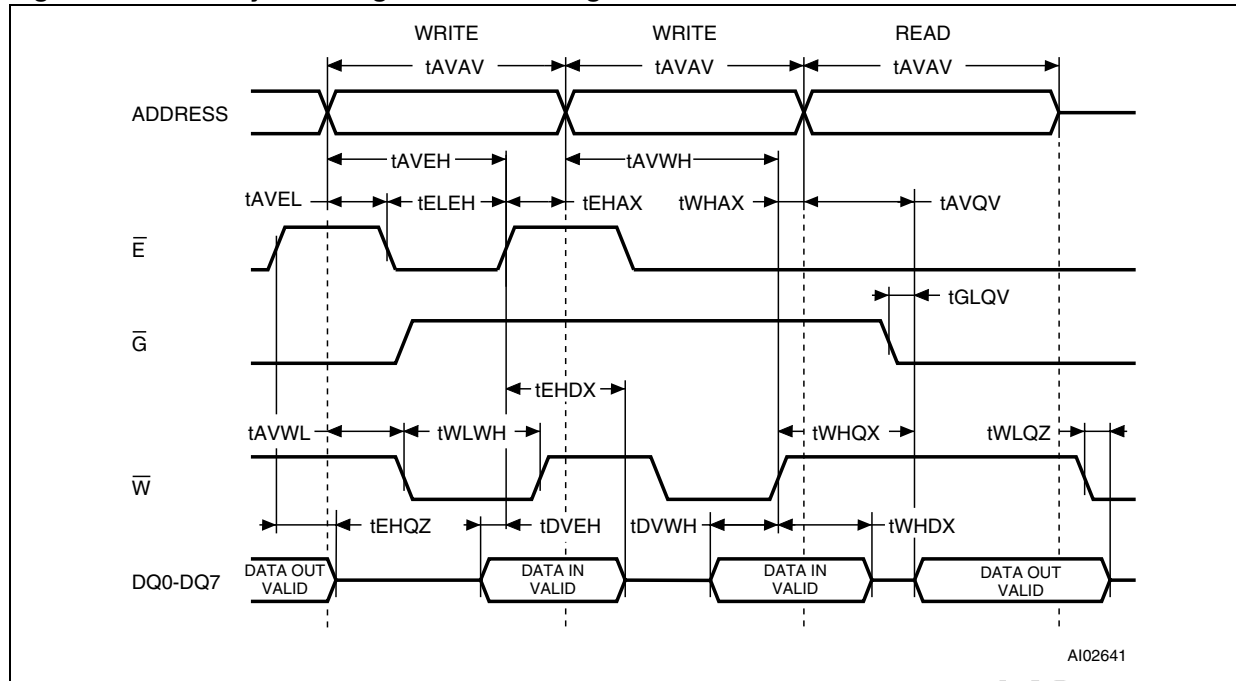 WRITE WRITE READ
tAVAV tAVAV tAVAV
ADDRESS
tAVEH tAVWH
tAVEL tELEH tEHAX tWHAX tAVQV
E
tGLQV
G
tEHDX
tAVWL tWLWH tWHQX tWLQZ
W
tEHQZ tDVEH tDVWH tWHDX
DQ0-DQ7 DATA OUT DATA IN DATA IN DATA OUT
VALID VALID VALID VALID
AI02641